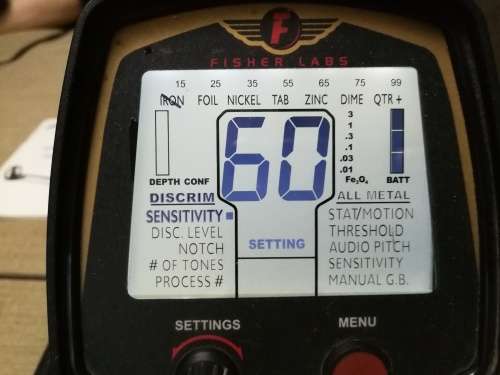 F
FISHER LABS
15 25 35 55 65 75 99
IRON FOIL NICKEL TAB ZINC DIME QTR +
60
3
1
.3
.1
.03
.01
DEPTH CONF
Fe₃O₄
BATT
DISCRIM
SENSITIVITY
DISC. LEVEL
NOTCH
# OF TONES
PROCESS #
SETTING
ALL METAL
STAT/MOTION
THRESHOLD
AUDIO PITCH
SENSITIVITY
MANUAL G.B.
SETTINGS
MENU